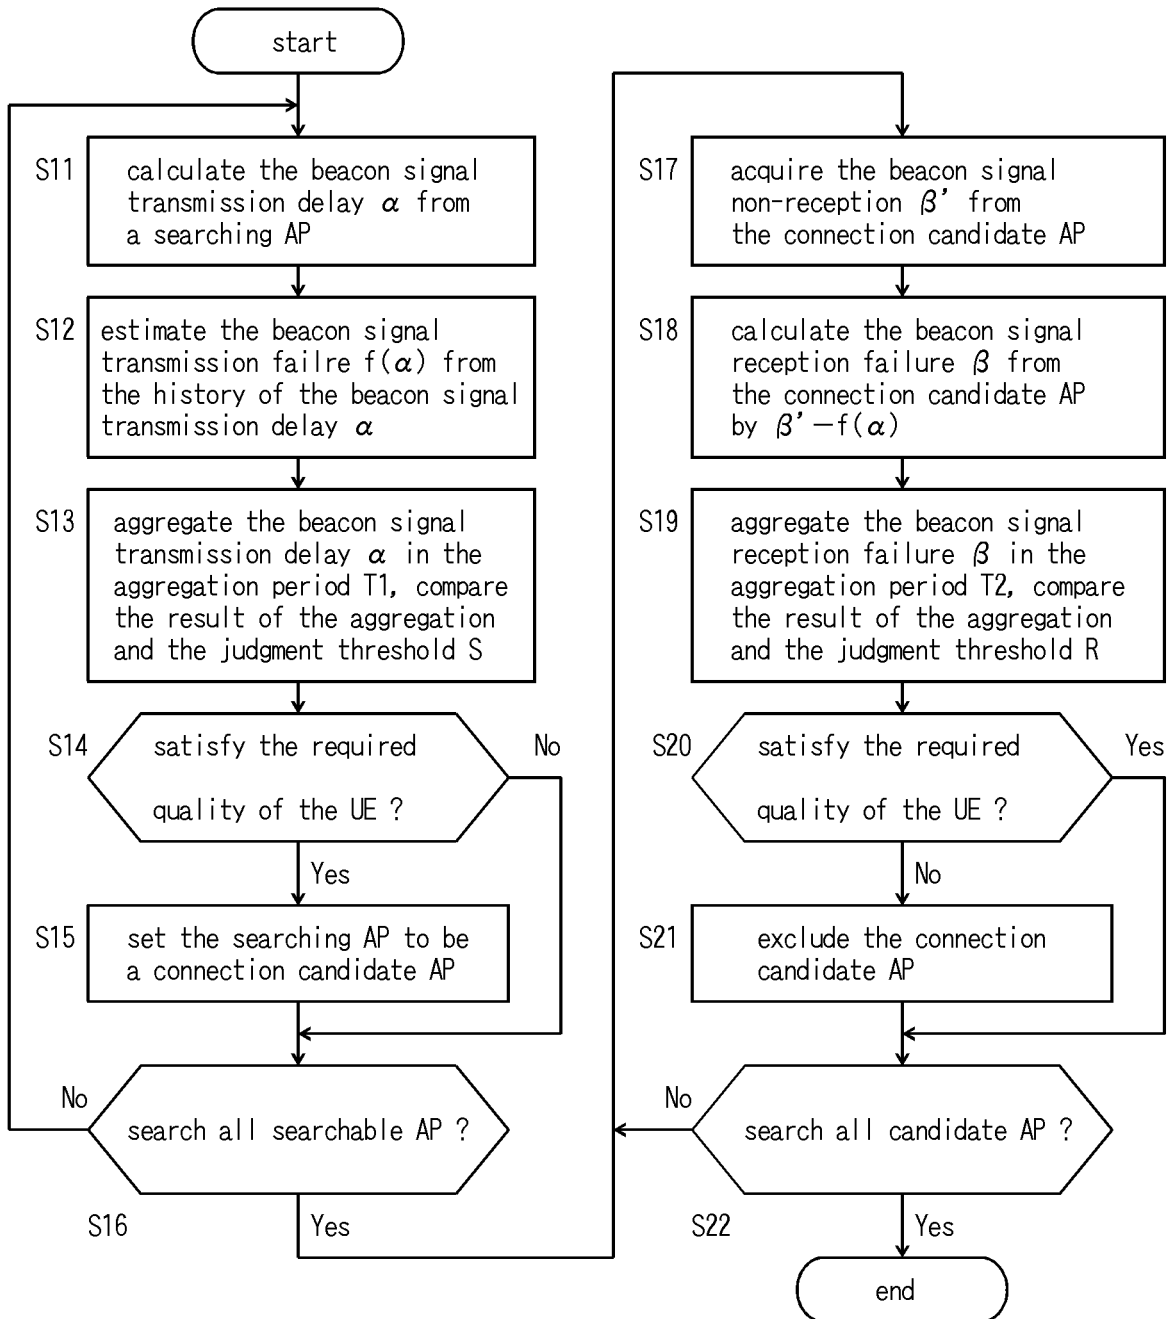 start
S11
calculate the beacon signal
transmission delay α from
a searching AP
S12
estimate the beacon signal
transmission failre f(α) from
the history of the beacon signal
transmission delay α
S13
aggregate the beacon signal
transmission delay α in the
aggregation period T1, compare
the result of the aggregation
and the judgment threshold S
S14
satisfy the required
quality of the UE ?
No
Yes
S15
set the searching AP to be
a connection candidate AP
No
search all searchable AP ?
S16
Yes
S17
acquire the beacon signal
non-reception β' from
the connection candidate AP
S18
calculate the beacon signal
reception failure β from
the connection candidate AP
by β'−f(α)
S19
aggregate the beacon signal
reception failure β in the
aggregation period T2, compare
the result of the aggregation
and the judgment threshold R
S20
satisfy the required
quality of the UE ?
Yes
No
S21
exclude the connection
candidate AP
No
search all candidate AP ?
S22
Yes
end